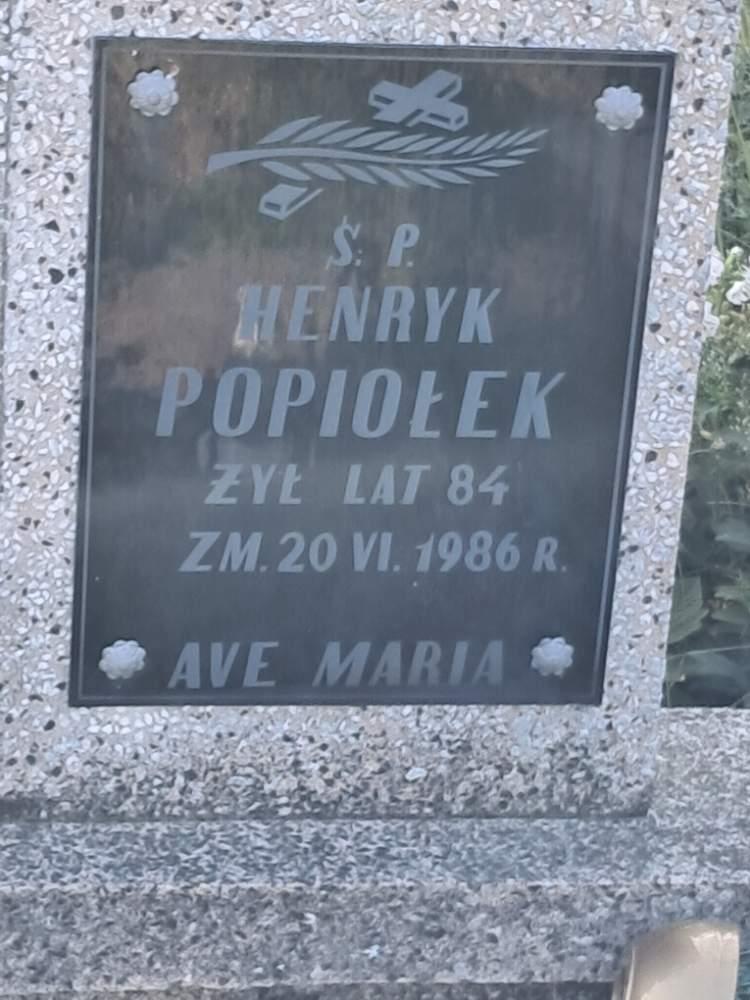 Ś. P.
HENRYK
POPIOŁEK
ŻYŁ LAT 84
ZM. 20 VI. 1986 R.
AVE MARIA